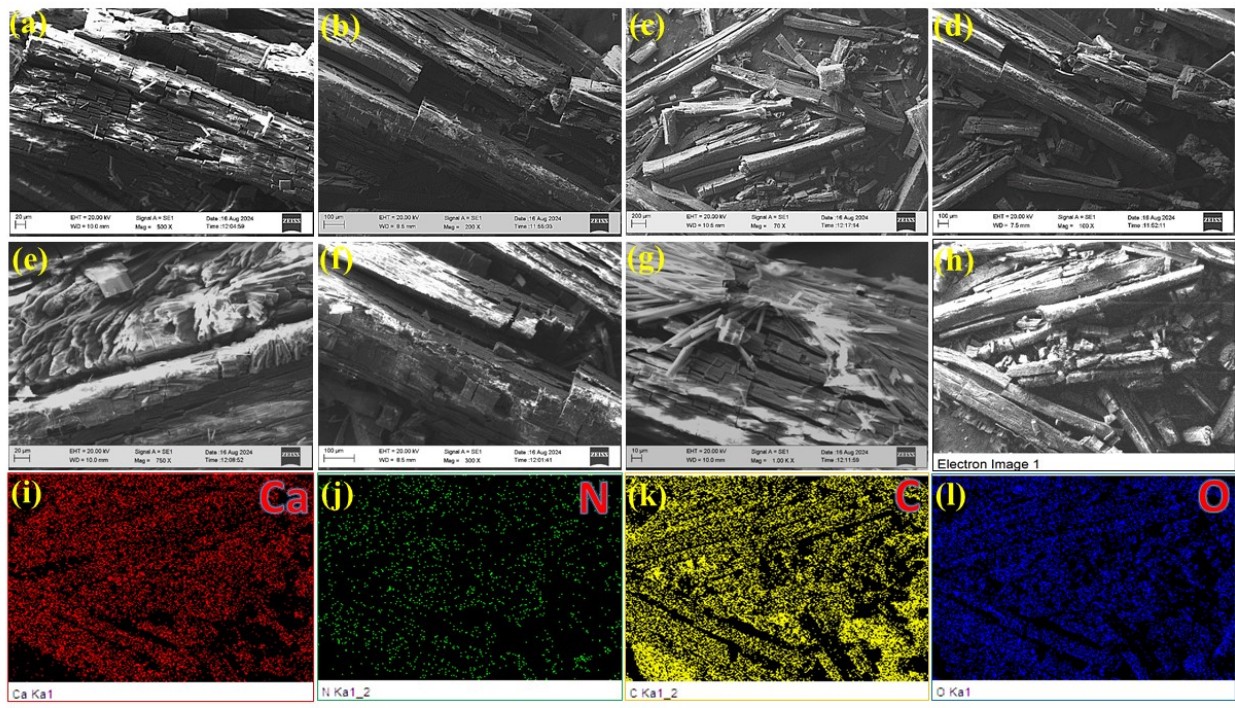 (a)
20 µm
EHT = 20.00 kV
WD = 10.0 mm
Signal A = SE1
Mag = 500 X
Date :16 Aug 2024
Time :12:04:59
ZEISS
(b)
100 µm
EHT = 20.00 kV
WD = 8.5 mm
Signal A = SE1
Mag = 200 X
Date :16 Aug 2024
ZEISS
(c)
200 µm
EHT = 20.00 kV
WD = 10.5 mm
Signal A = SE1
Mag = 70 X
Date :16 Aug 2024
Time :12:17:14
ZEISS
(d)
100 µm
EHT = 20.00 kV
WD = 7.5 mm
Signal A = SE1
Date :16 Aug 2024
Time :11:52:11
ZEISS
(e)
20 µm
EHT = 20.00 kV
WD = 10.0 mm
Signal A = SE1
Mag = 750 X
Date :16 Aug 2024
Time :12:08:52
ZEISS
(f)
100 µm
EHT = 20.00 kV
WD = 8.5 mm
Signal A = SE1
Mag = 300 X
Date :16 Aug 2024
Time :12:01:41
ZEISS
(g)
10 µm
EHT = 20.00 kV
WD = 10.0 mm
Signal A = SE1
Mag = 1.00 K X
Date :16 Aug 2024
Time :12:11:59
ZEISS
(h)
Electron Image 1
(i)
Ca
Ca Ka1
(j)
N
N Ka1_2
(k)
C
C Ka1_2
(l)
O
O Ka1